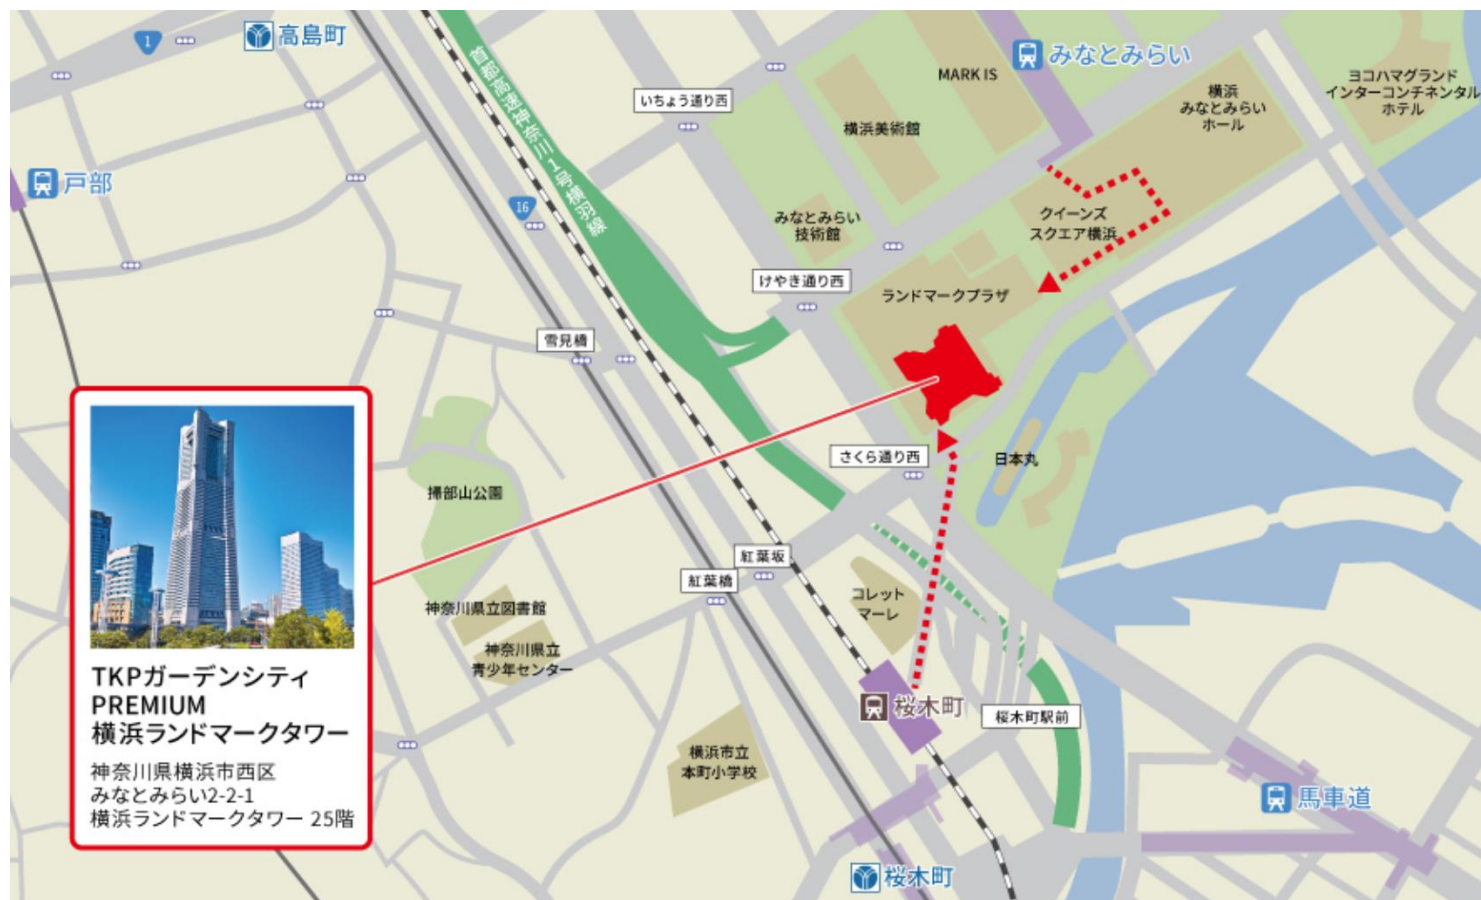 1
高島町
戸部
首都高速神奈川1号横羽線
16
いちょう通り西
MARK IS
みなとみらい
横浜美術館
横浜
みなとみらい
ホール
ヨコハマグランド
インターコンチネンタル
ホテル
みなとみらい
技術館
クイーンズ
スクエア横浜
けやき通り西
ランドマークプラザ
雪見橋
さくら通り西
日本丸
掃部山公園
紅葉坂
紅葉橋
コレット
マーレ
神奈川県立図書館
神奈川県立
青少年センター
桜木町
桜木町駅前
横浜市立
本町小学校
馬車道
桜木町
TKPガーデンシティ
PREMIUM
横浜ランドマークタワー
神奈川県横浜市西区
みなとみらい2-2-1
横浜ランドマークタワー 25階